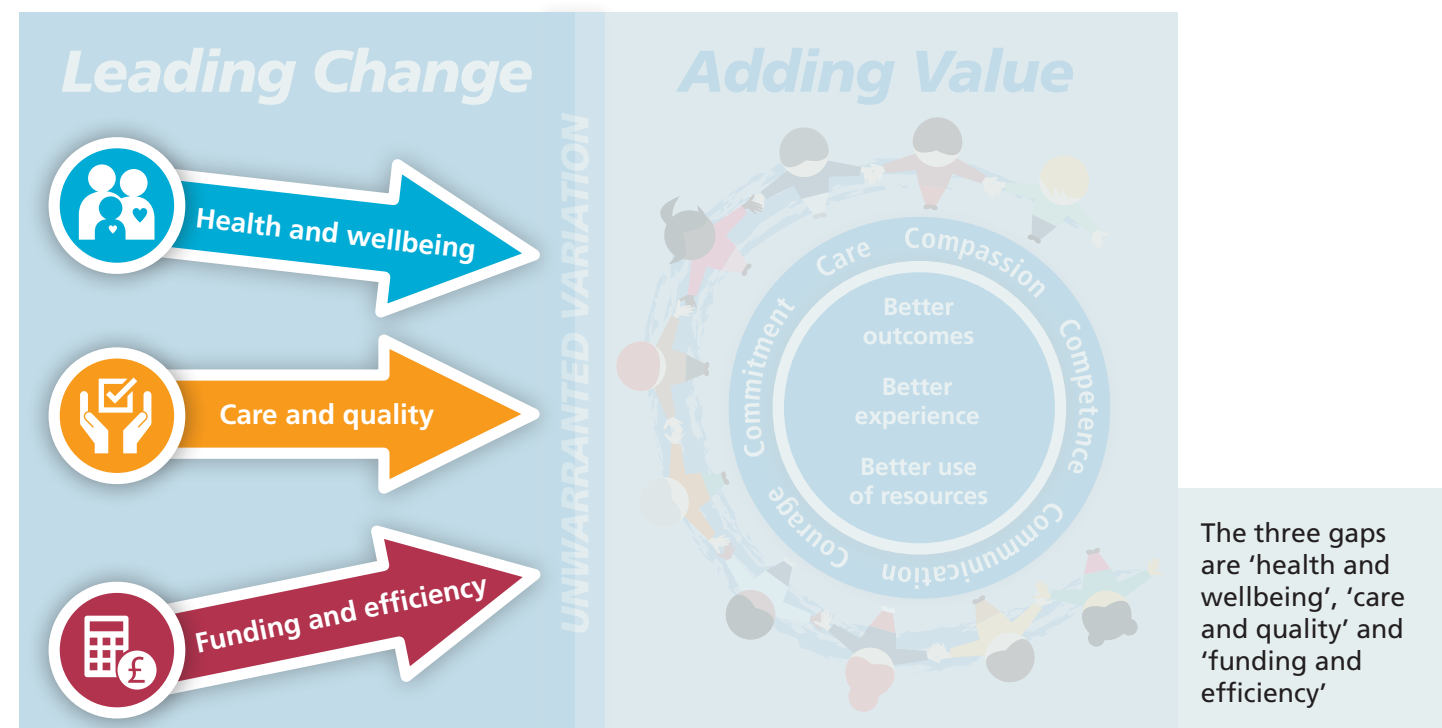 Leading Change
Adding Value
Health and wellbeing
Care and quality
Funding and efficiency
UNWARRANTED VARIATION
Care
Compassion
Competence
Communication
Courage
Commitment
Better
outcomes
Better
experience
Better use
of resources
£
The three gaps
are ‘health and
wellbeing’, ‘care
and quality’ and
‘funding and
efficiency’